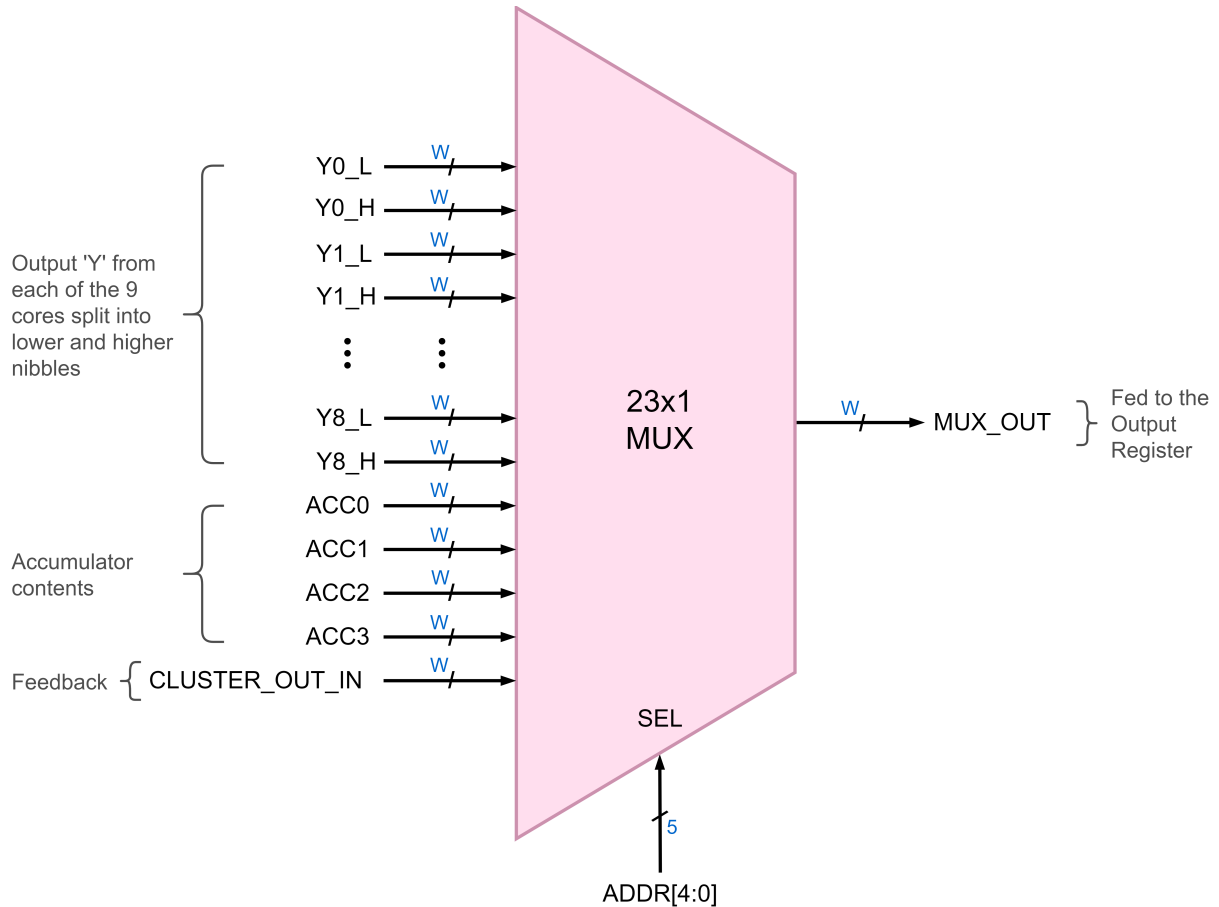 Output 'Y' from
each of the 9
cores split into
lower and higher
nibbles
Y0_L
W
Y0_H
W
Y1_L
W
Y1_H
W
Y8_L
W
Y8_H
W
Accumulator
contents
ACC0
W
ACC1
W
ACC2
W
ACC3
W
Feedback
CLUSTER_OUT_IN
W
23x1
MUX
SEL
5
ADDR[4:0]
W
MUX_OUT
Fed to the
Output
Register